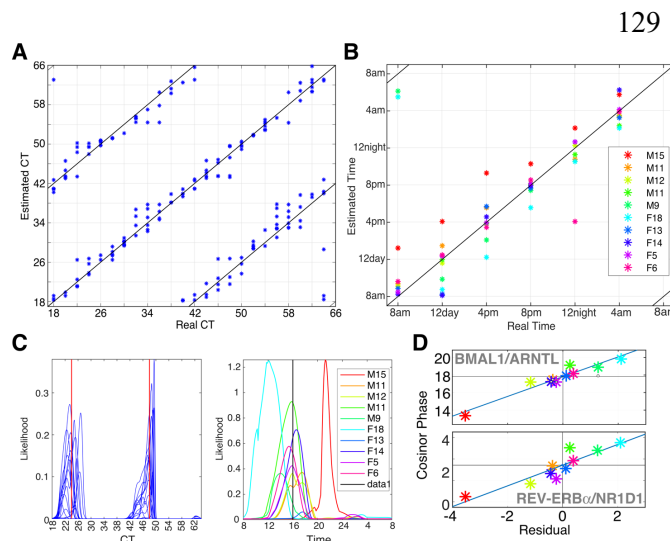 129
A
66
58
50
42
34
26
18
Estimated CT
18 26 34 42 50 58 66
Real CT
B
8am
4am
12night
8pm
4pm
12day
8am
Estimated Time
8am 12day 4pm 8pm 12night 4am 8am
Real Time
M15
M11
M12
M11
M9
F18
F13
F14
F5
F6
C
0.3
0.2
0.1
0
Likelihood
18 22 26 30 34 38 42 46 50 54 58 62
CT
1.2
1.0
0.8
0.6
0.4
0.2
0
Likelihood
8 12 16 20 24 4 8
Time
M15
M11
M12
M11
M9
F18
F13
F14
F5
F6
data1
D
BMAL1/ARNTL
20
18
16
14
Cosinor Phase
REV-ERBα/NR1D1
4
2
0
-4 -2 0 2
Residual